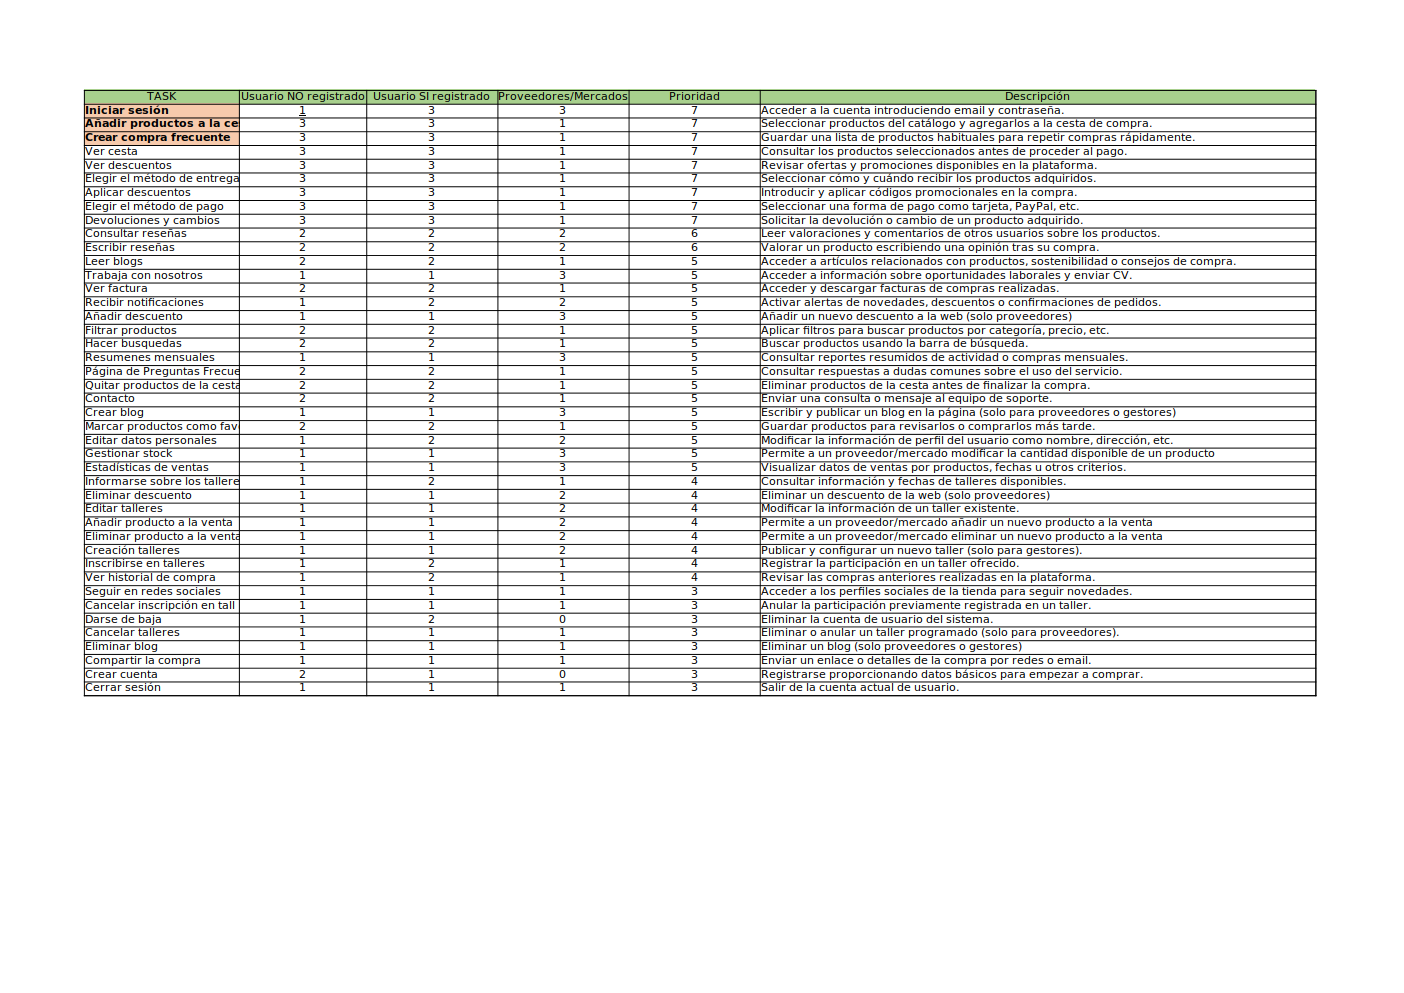 TASK Usuario NO registrado Usuario SI registrado Proveedores/Mercados Prioridad Descripción
Iniciar sesión 1 3 3 7 Acceder a la cuenta introduciendo email y contraseña.
Añadir productos a la ce 3 3 1 7 Seleccionar productos del catálogo y agregarlos a la cesta de compra.
Crear compra frecuente 3 3 1 7 Guardar una lista de productos habituales para repetir compras rápidamente.
Ver cesta 3 3 1 7 Consultar los productos seleccionados antes de proceder al pago.
Ver descuentos 3 3 1 7 Revisar ofertas y promociones disponibles en la plataforma.
Elegir el método de entrega 3 3 1 7 Seleccionar cómo y cuándo recibir los productos adquiridos.
Aplicar descuentos 3 3 1 7 Introducir y aplicar códigos promocionales en la compra.
Elegir el método de pago 3 3 1 7 Seleccionar una forma de pago como tarjeta, PayPal, etc.
Devoluciones y cambios 3 3 1 7 Solicitar la devolución o cambio de un producto adquirido.
Consultar reseñas 2 2 2 6 Leer valoraciones y comentarios de otros usuarios sobre los productos.
Escribir reseñas 2 2 2 6 Valorar un producto escribiendo una opinión tras su compra.
Leer blogs 2 2 1 5 Acceder a artículos relacionados con productos, sostenibilidad o consejos de compra.
Trabaja con nosotros 1 1 3 5 Acceder a información sobre oportunidades laborales y enviar CV.
Ver factura 2 2 1 5 Acceder y descargar facturas de compras realizadas.
Recibir notificaciones 1 2 2 5 Activar alertas de novedades, descuentos o confirmaciones de pedidos.
Añadir descuento 1 1 3 5 Añadir un nuevo descuento a la web (solo proveedores)
Filtrar productos 2 2 1 5 Aplicar filtros para buscar productos por categoría, precio, etc.
Hacer busquedas 2 2 1 5 Buscar productos usando la barra de búsqueda.
Resumenes mensuales 1 1 3 5 Consultar reportes resumidos de actividad o compras mensuales.
Página de Preguntas Frecue 2 2 1 5 Consultar respuestas a dudas comunes sobre el uso del servicio.
Quitar productos de la cesta 2 2 1 5 Eliminar productos de la cesta antes de finalizar la compra.
Contacto 2 2 1 5 Enviar una consulta o mensaje al equipo de soporte.
Crear blog 1 1 3 5 Escribir y publicar un blog en la página (solo para proveedores o gestores)
Marcar productos como fav 2 2 1 5 Guardar productos para revisarlos o comprarlos más tarde.
Editar datos personales 1 2 2 5 Modificar la información de perfil del usuario como nombre, dirección, etc.
Gestionar stock 1 1 3 5 Permite a un proveedor/mercado modificar la cantidad disponible de un producto
Estadísticas de ventas 1 1 3 5 Visualizar datos de ventas por productos, fechas u otros criterios.
Informarse sobre los tallere 1 2 1 4 Consultar información y fechas de talleres disponibles.
Eliminar descuento 1 1 2 4 Eliminar un descuento de la web (solo proveedores)
Editar talleres 1 1 2 4 Modificar la información de un taller existente.
Añadir producto a la venta 1 1 2 4 Permite a un proveedor/mercado añadir un nuevo producto a la venta
Eliminar producto a la venta 1 1 2 4 Permite a un proveedor/mercado eliminar un nuevo producto a la venta
Creación talleres 1 1 2 4 Publicar y configurar un nuevo taller (solo para gestores).
Inscribirse en talleres 1 2 1 4 Registrar la participación en un taller ofrecido.
Ver historial de compra 1 2 1 4 Revisar las compras anteriores realizadas en la plataforma.
Seguir en redes sociales 1 1 1 3 Acceder a los perfiles sociales de la tienda para seguir novedades.
Cancelar inscripción en tall 1 1 1 3 Anular la participación previamente registrada en un taller.
Darse de baja 1 2 0 3 Eliminar la cuenta de usuario del sistema.
Cancelar talleres 1 1 1 3 Eliminar o anular un taller programado (solo para proveedores).
Eliminar blog 1 1 1 3 Eliminar un blog (solo proveedores o gestores)
Compartir la compra 1 1 1 3 Enviar un enlace o detalles de la compra por redes o email.
Crear cuenta 2 1 0 3 Registrarse proporcionando datos básicos para empezar a comprar.
Cerrar sesión 1 1 1 3 Salir de la cuenta actual de usuario.